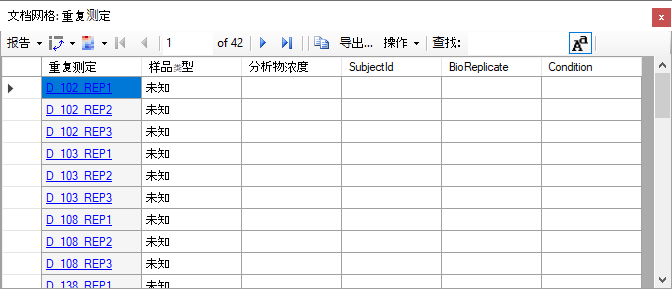 文档网格: 重复测定
报告 1 of 42 导出... 操作 查找: Aa
重复测定 样品类型 分析物浓度 SubjectId BioReplicate Condition
D_102_REP1 未知
D_102_REP2 未知
D_102_REP3 未知
D_103_REP1 未知
D_103_REP2 未知
D_103_REP3 未知
D_108_REP1 未知
D_108_REP2 未知
D_108_REP3 未知
D_138_REP1 未知